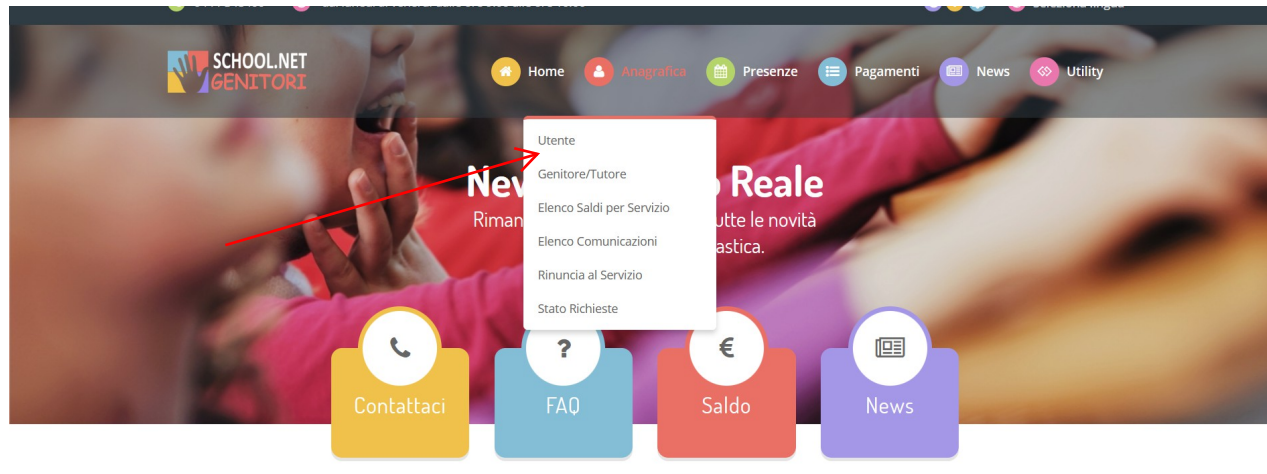 SCHOOL.NET
GENITORI
Home Anagrafica Presenze Pagamenti News Utility
Utente
Genitore/Tutore
Elenco Saldi per Servizio
Elenco Comunicazioni
Rinuncia al Servizio
Stato Richieste
Reale
Riman utte le novità
astica.
Contattaci FAQ Saldo News